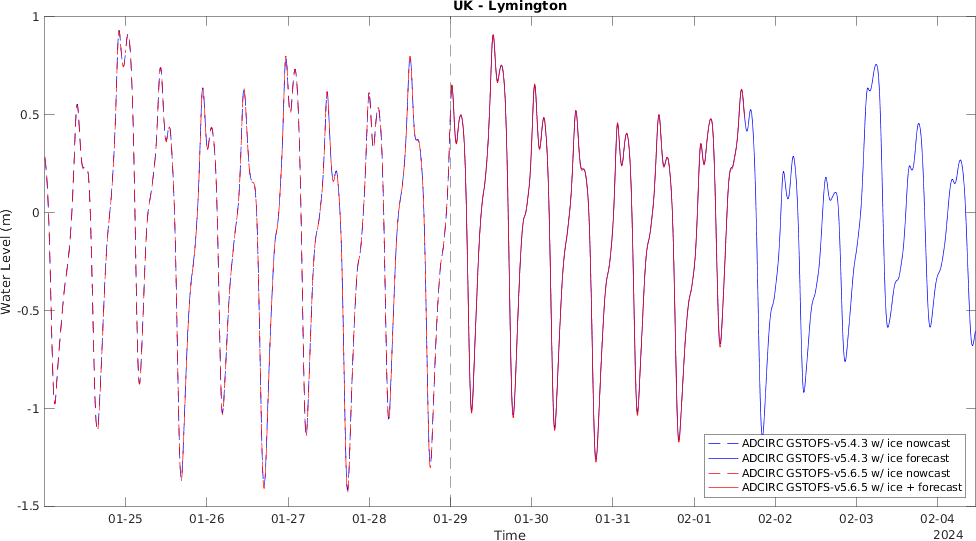 UK - Lymington
Water Level (m)
1
0.5
0
-0.5
-1
-1.5
01-25
01-26
01-27
01-28
01-29
01-30
01-31
02-01
02-02
02-03
02-04
Time
2024
ADCIRC GSTOFS-v5.4.3 w/ ice nowcast
ADCIRC GSTOFS-v5.4.3 w/ ice forecast
ADCIRC GSTOFS-v5.6.5 w/ ice nowcast
ADCIRC GSTOFS-v5.6.5 w/ ice + forecast